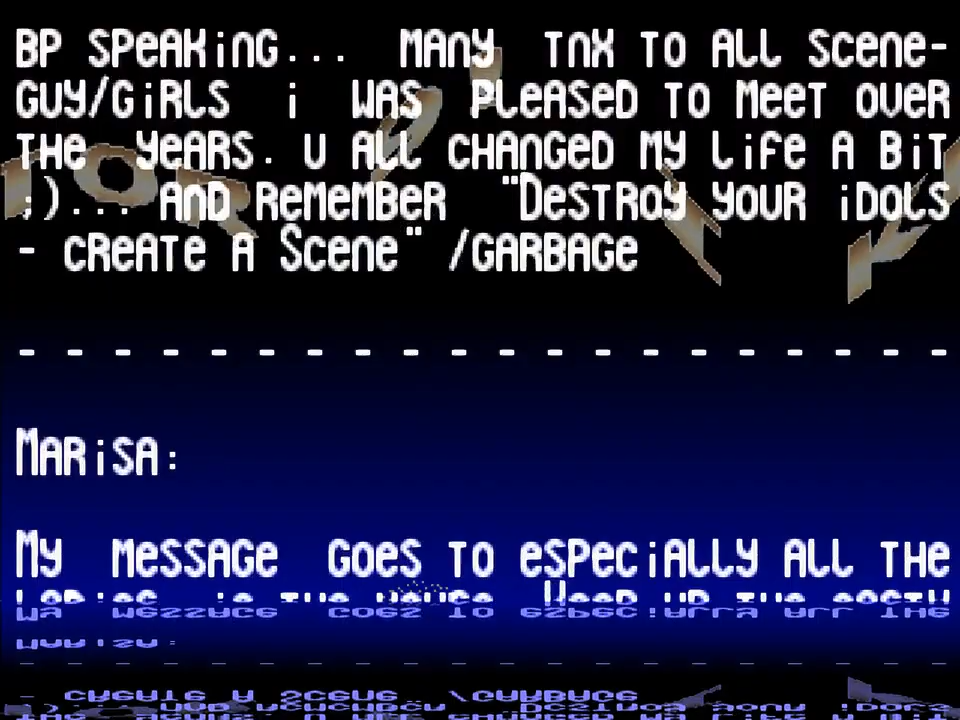 BP SPeAKiNG... MANY TNX TO ALL SceNe-
GUY/GiRLS i WAS PLeASeD TO MeeT OVeR
THe YeARS. U ALL cHANGeD MY LiFe A BiT
;)... AND ReMeMBeR "DeSTROY YOUR iDOLS
- cReATe A SceNe" /GARBAGe
- - - - - - - - - - - - - - - - - - - -
MARiSA:
MY MeSSAGe GOeS TO eSPeciALLY ALL THe